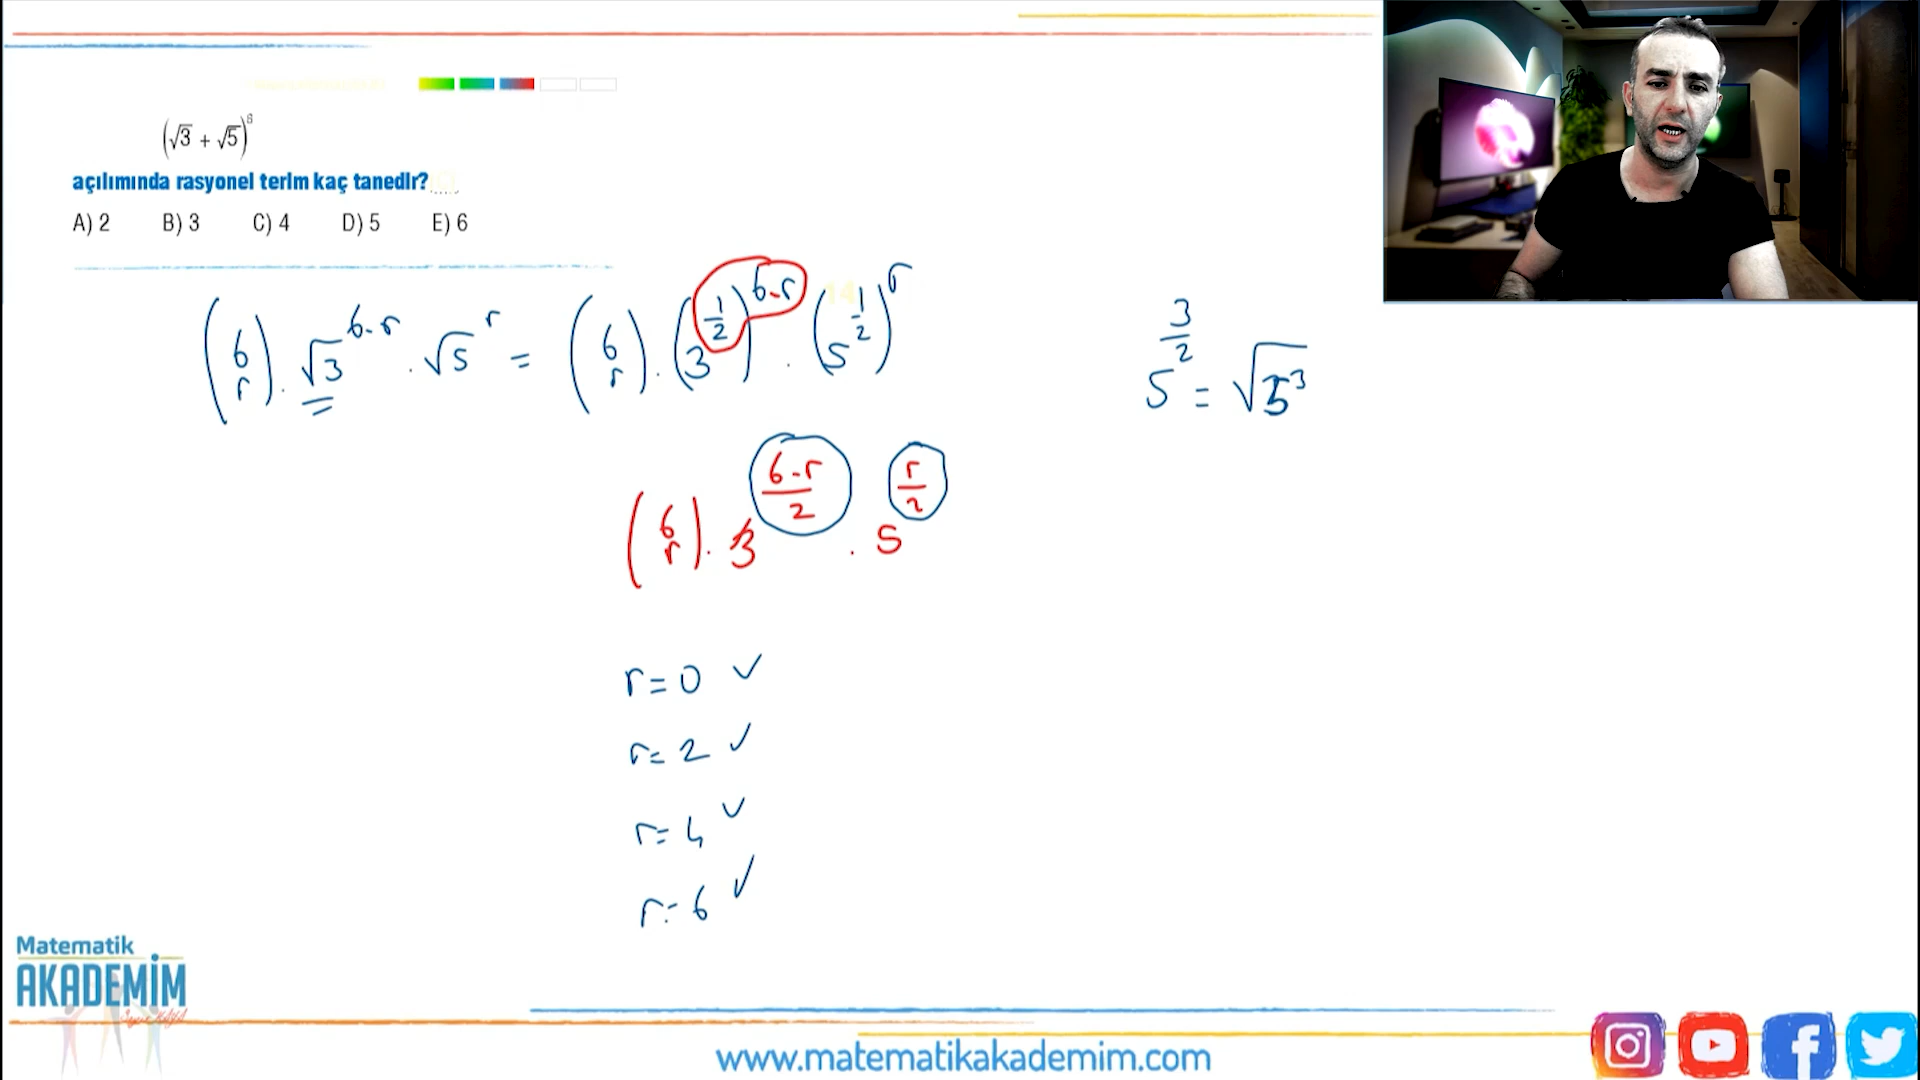 (√3 + √5)⁶
açılımında rasyonel terim kaç tanedir?
A) 2 B) 3 C) 4 D) 5 E) 6
(6 r) . √3^(6-r) . √5^r = (6 r) . (3^(1/2))^(6-r) . (5^(1/2))^r
5^(3/2) = √5³
(6 r) . 3^((6-r)/2) . 5^(r/2)
r=0 ✓
r=2 ✓
r=4 ✓
r=6 ✓
Matematik
AKADEMİM
www.matematikakademim.com